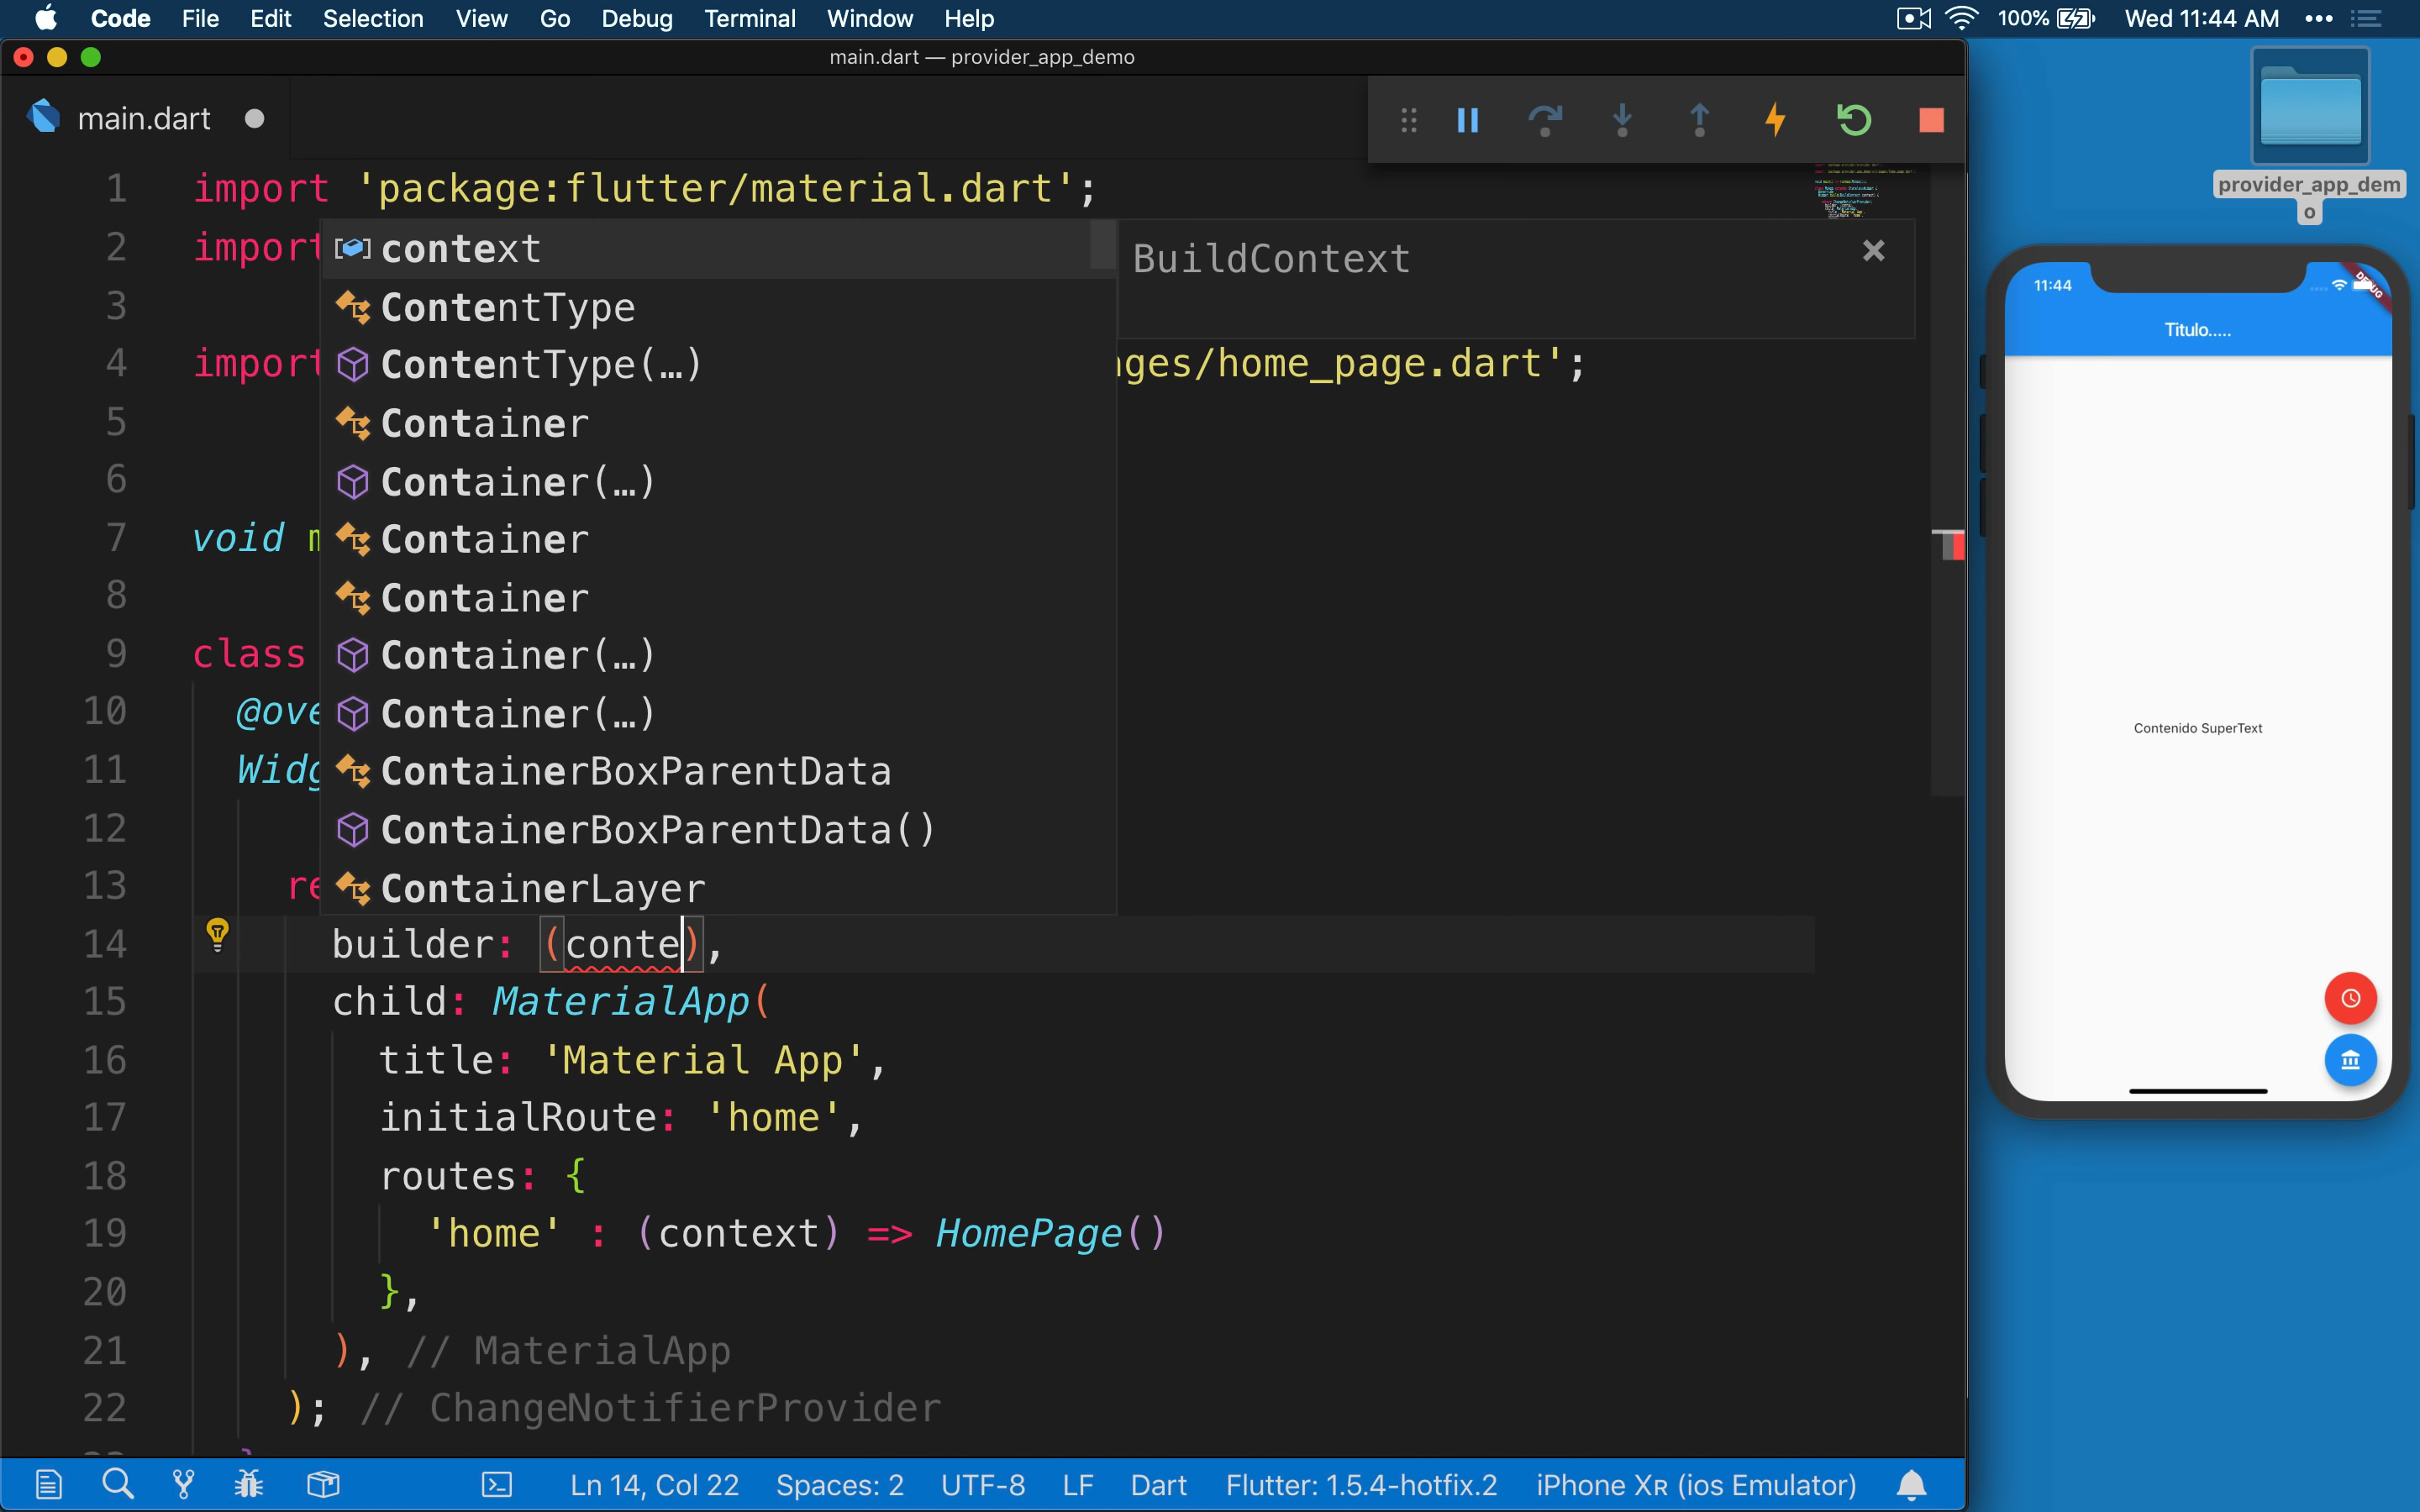 Code File Edit Selection View Go Debug Terminal Window Help 100% Wed 11:44 AM
main.dart — provider_app_demo
main.dart
provider_app_dem
o
1 import 'package:flutter/material.dart';
2 import
3
4 import ges/home_page.dart';
5
6
7 void m
8
9 class
10 @ove
11 Widg
12
13 re
context
ContentType
ContentType(…)
Container
Container(…)
Container
Container
Container(…)
Container(…)
ContainerBoxParentData
ContainerBoxParentData()
ContainerLayer
BuildContext
14 builder: (conte),
15 child: MaterialApp(
16 title: 'Material App',
17 initialRoute: 'home',
18 routes: {
19 'home' : (context) => HomePage()
20 },
21 ), // MaterialApp
22 ); // ChangeNotifierProvider
}
11:44
DEBUG
Titulo.....
Contenido SuperText
Ln 14, Col 22 Spaces: 2 UTF-8 LF Dart Flutter: 1.5.4-hotfix.2 iPhone Xʀ (ios Emulator)